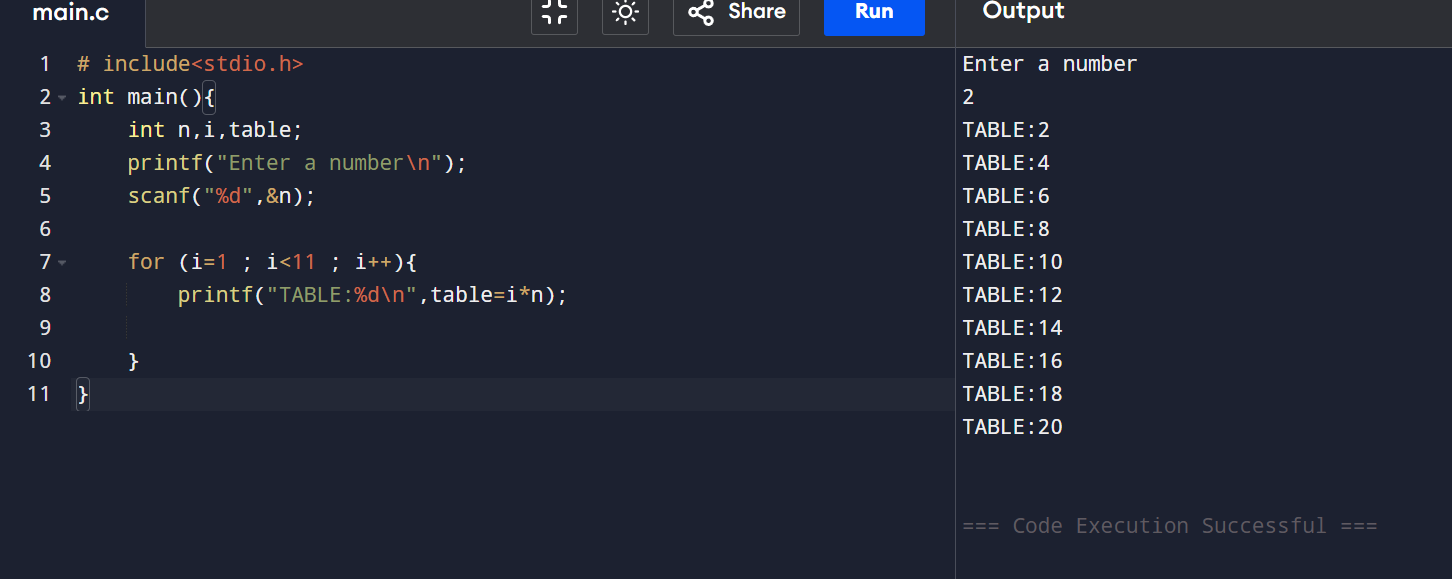 main.c
Share
Run
Output
1 # include<stdio.h>
2 int main(){
3     int n,i,table;
4     printf("Enter a number\n");
5     scanf("%d",&n);
6
7     for (i=1 ; i<11 ; i++){
8         printf("TABLE:%d\n",table=i*n);
9
10     }
11 }
Enter a number
2
TABLE:2
TABLE:4
TABLE:6
TABLE:8
TABLE:10
TABLE:12
TABLE:14
TABLE:16
TABLE:18
TABLE:20
=== Code Execution Successful ===